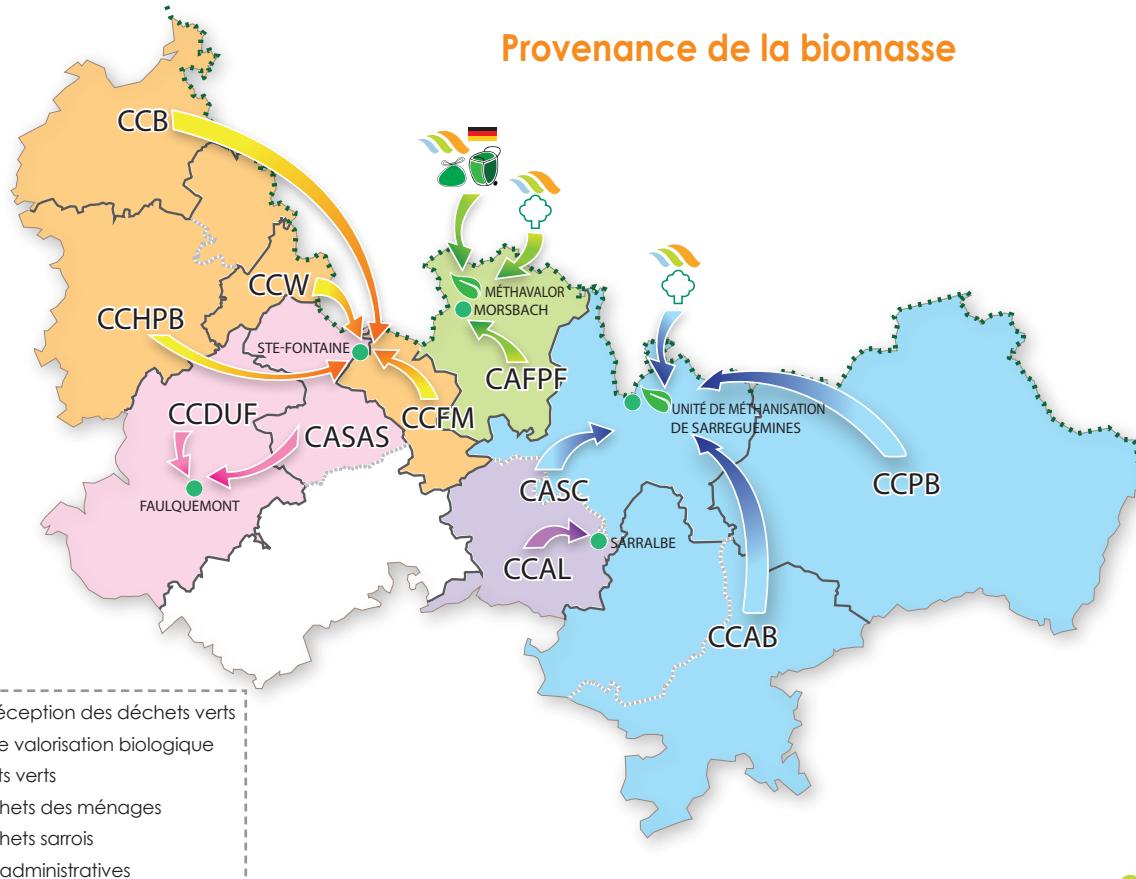 Provenance de la biomasse
CCB
CCW
CCHPB
STE-FONTAINE
MÉTHAVALOR
MORSBACH
CAFPF
CCFM
CCDUF
CASAS
FAULQUEMONT
UNITÉ DE MÉTHANISATION
DE SARREGUEMINES
CASC
CCPB
SARRALBE
CCAL
CCAB
éception des déchets verts
e valorisation biologique
ts verts
hets des ménages
hets sarrois
administratives